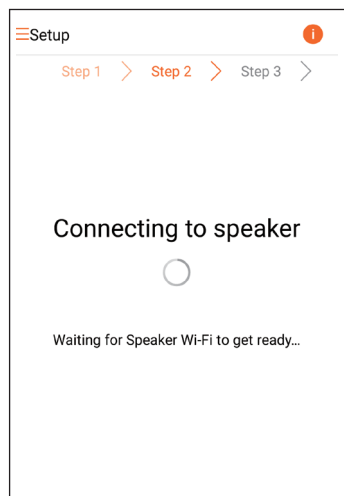 Setup
i
Step 1 Step 2 Step 3
Connecting to speaker
Waiting for Speaker Wi-Fi to get ready...